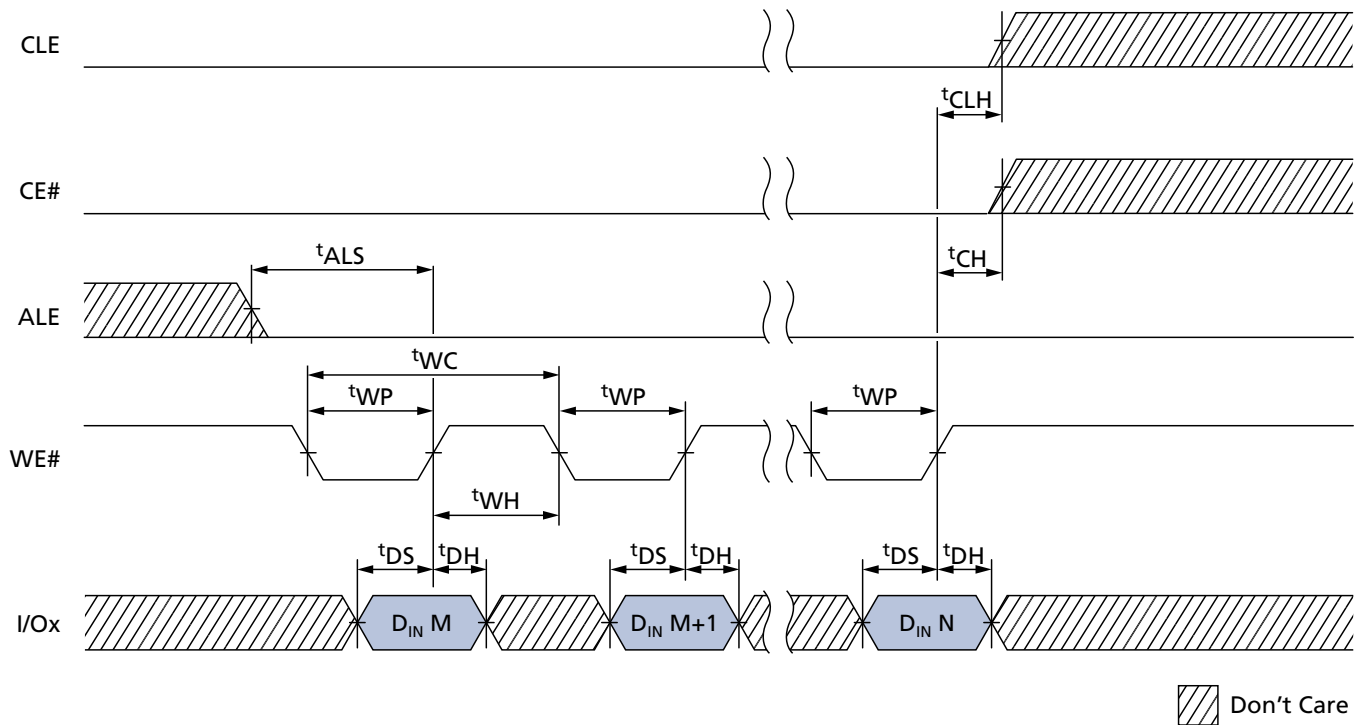 CLE
tCLH
CE#
tCH
tALS
ALE
tWC
tWP tWP tWP
WE#
tWH
tDS tDH tDS tDH tDS tDH
I/Ox DIN M DIN M+1 DIN N
Don't Care